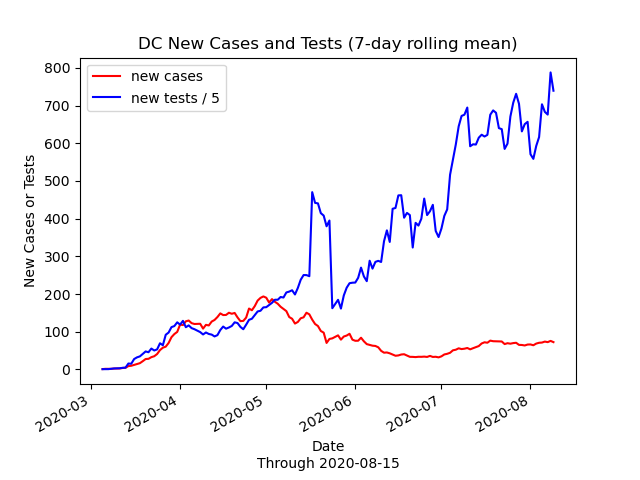 DC New Cases and Tests (7-day rolling mean)
new cases
new tests / 5
New Cases or Tests
800
700
600
500
400
300
200
100
0
2020-03
2020-04
2020-05
2020-06
2020-07
2020-08
Date
Through 2020-08-15